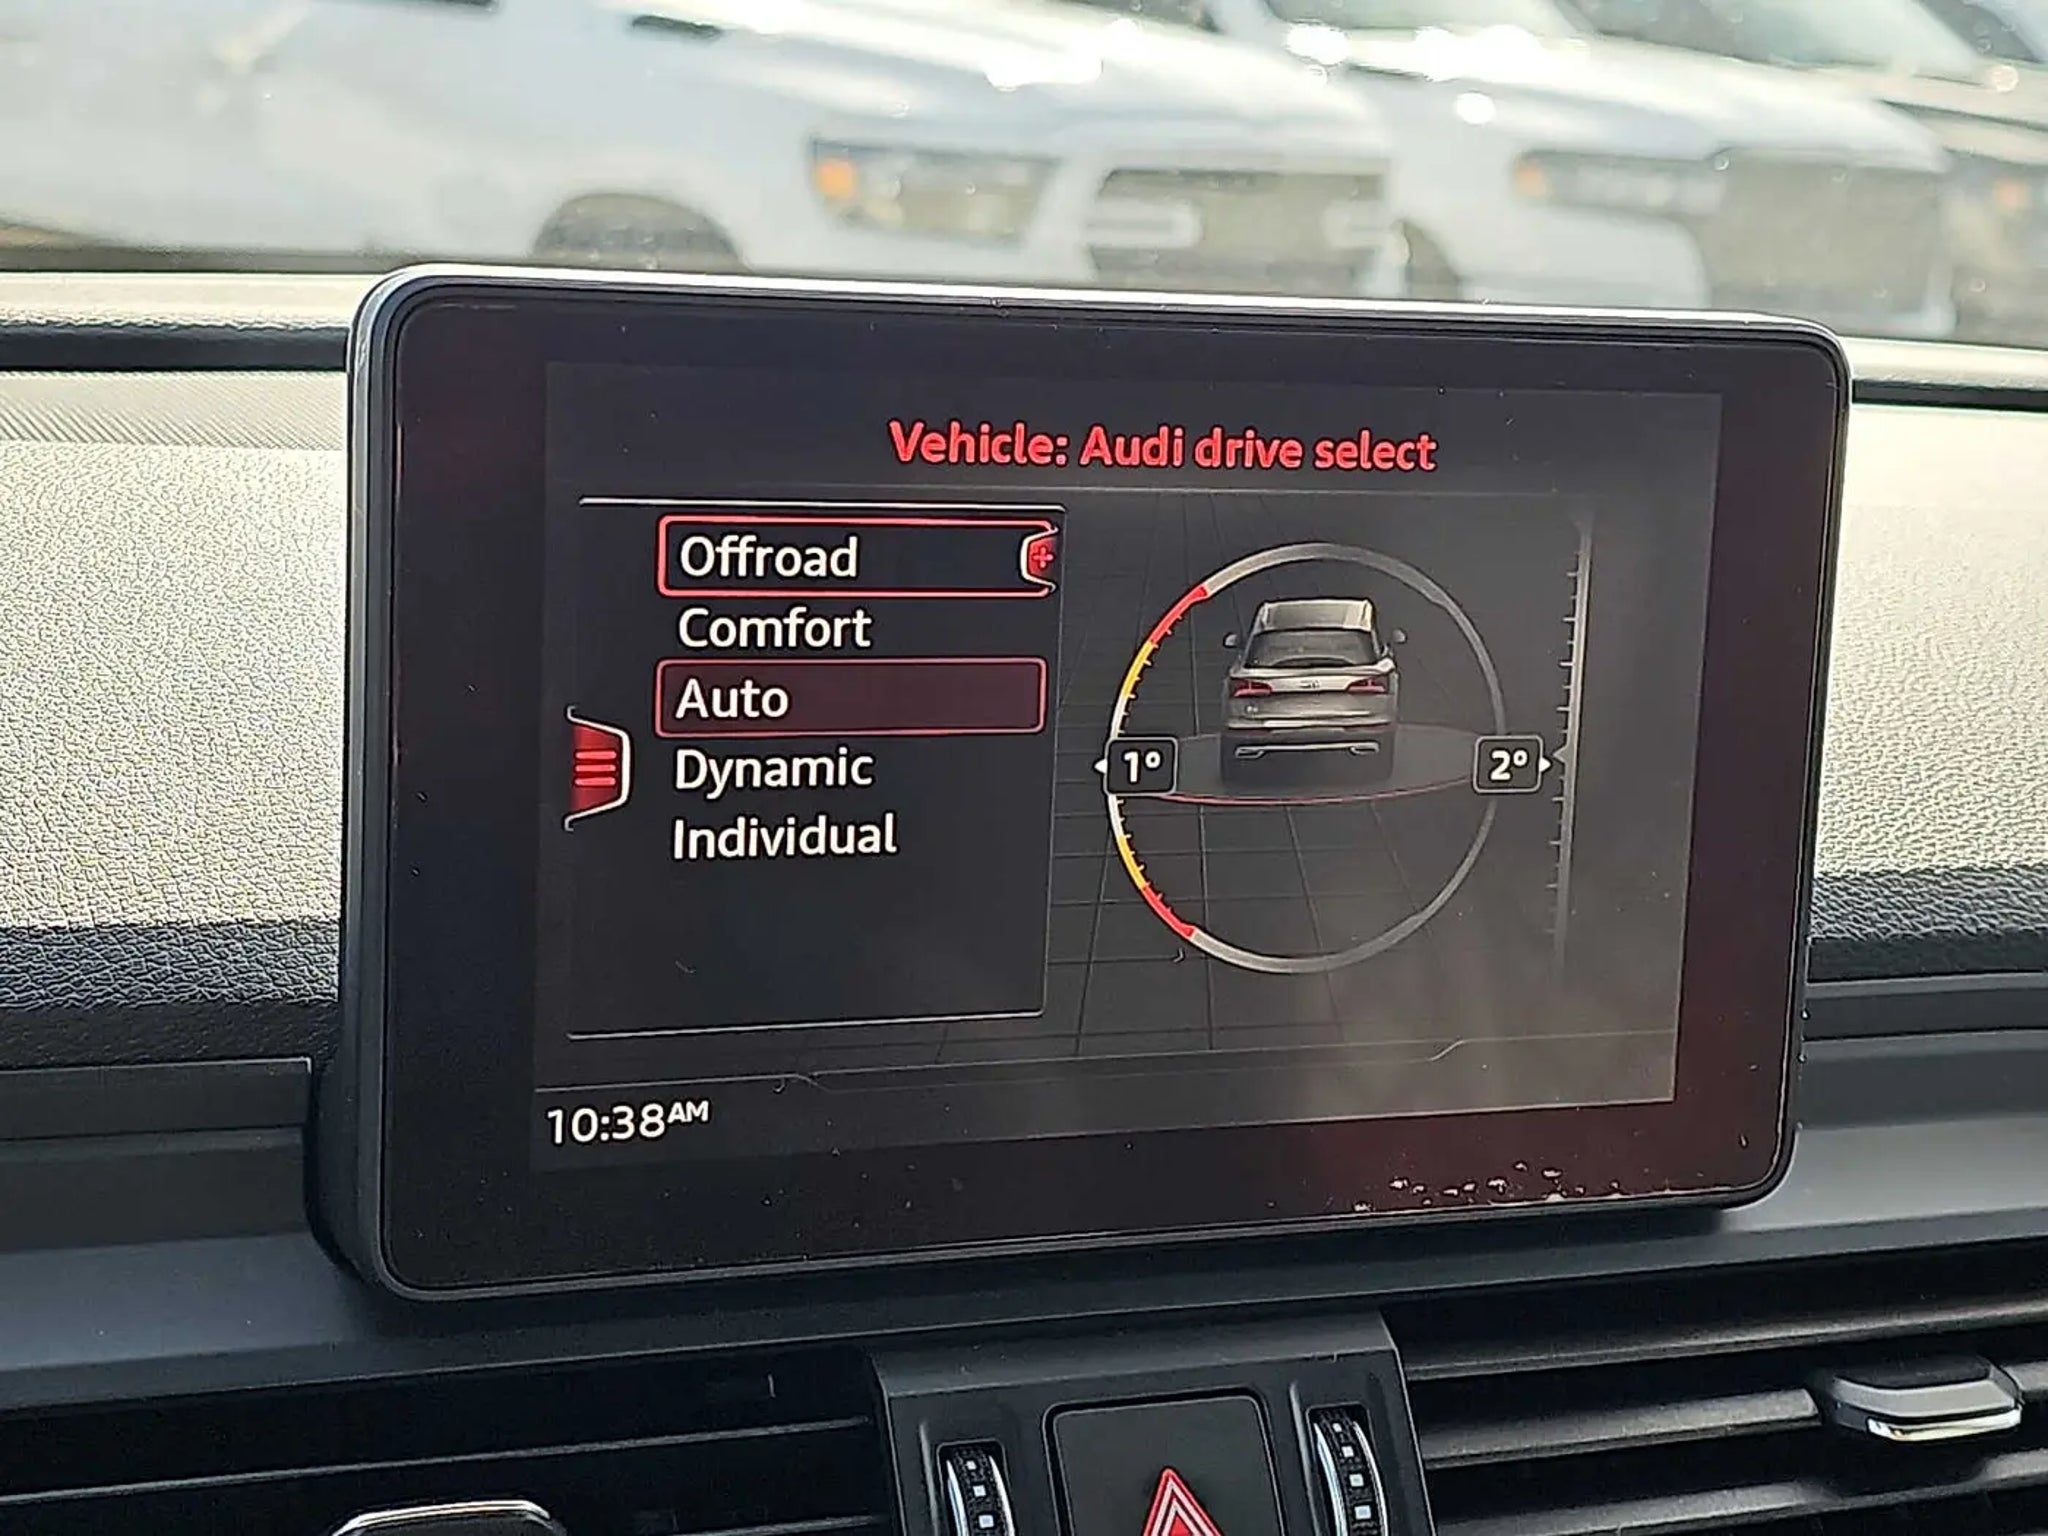 Vehicle: Audi drive select
Offroad
Comfort
Auto
Dynamic
Individual
1° 2°
10:38AM